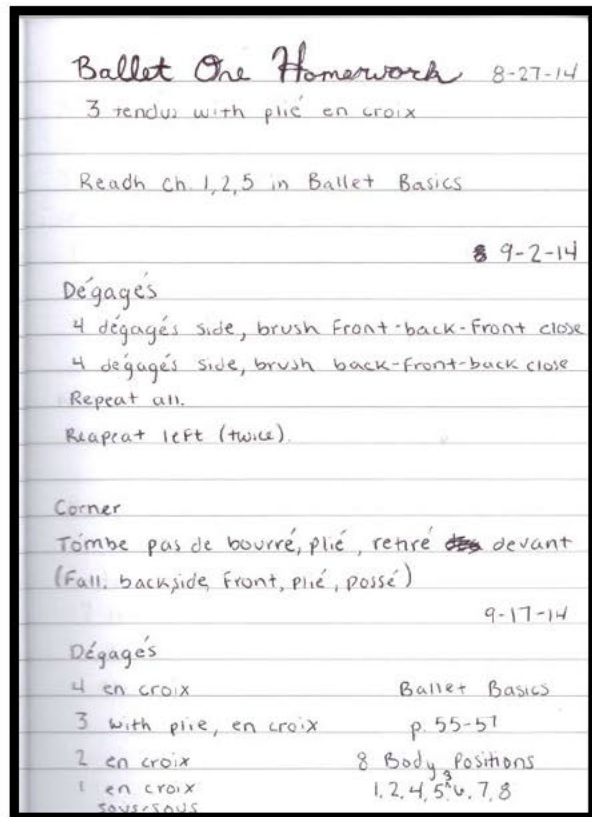 Ballet One Homework 8-27-14
3 tendus with plié en croix
Readh ch. 1,2,5 in Ballet Basics
9-2-14
Dégagés
4 dégagés side, brush front-back-front close
4 dégagés side, brush back-front-back close
Repeat all.
Reapeat left (twice).
Corner
Tombe pas de bourré, plié, retiré devant
(Fall, back,side, front, plié, possé)
9-17-14
Dégagés
4 en croix Ballet Basics
3 with plie, en croix p. 55-57
2 en croix 8 Body Positions
1 en croix 1,2,4,5,3,6,7,8
sous-sous